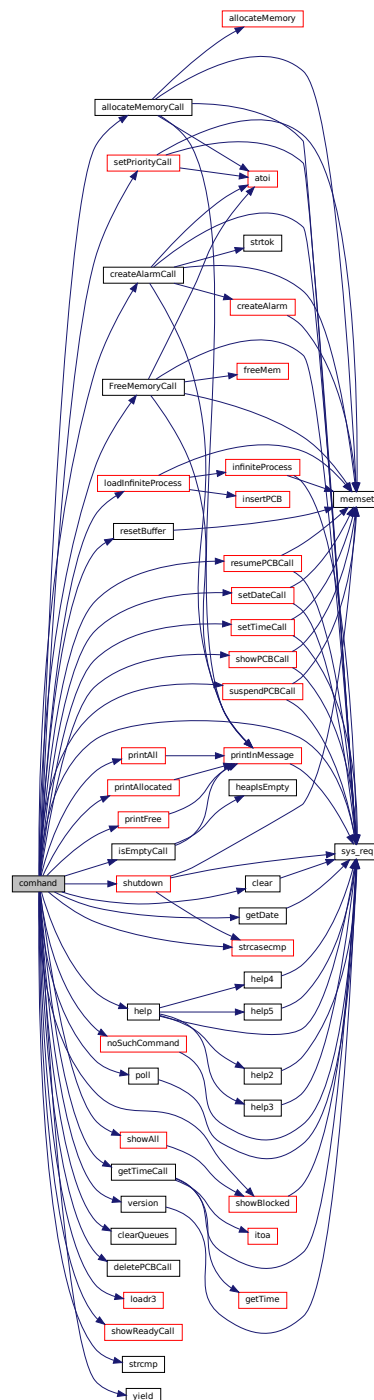 allocateMemory
allocateMemoryCall
setPriorityCall
atoi
strtok
createAlarmCall
createAlarm
freeMem
FreeMemoryCall
infiniteProcess
loadInfiniteProcess
insertPCB
memset
resetBuffer
resumePCBCall
setDateCall
setTimeCall
showPCBCall
suspendPCBCall
printAll
printlnMessage
printAllocated
heapIsEmpty
printFree
isEmptyCall
sys_req
comhand
shutdown
clear
getDate
strcasecmp
help4
help
help5
noSuchCommand
poll
help2
help3
showAll
getTimeCall
version
showBlocked
clearQueues
itoa
deletePCBCall
loadr3
getTime
showReadyCall
strcmp
yield